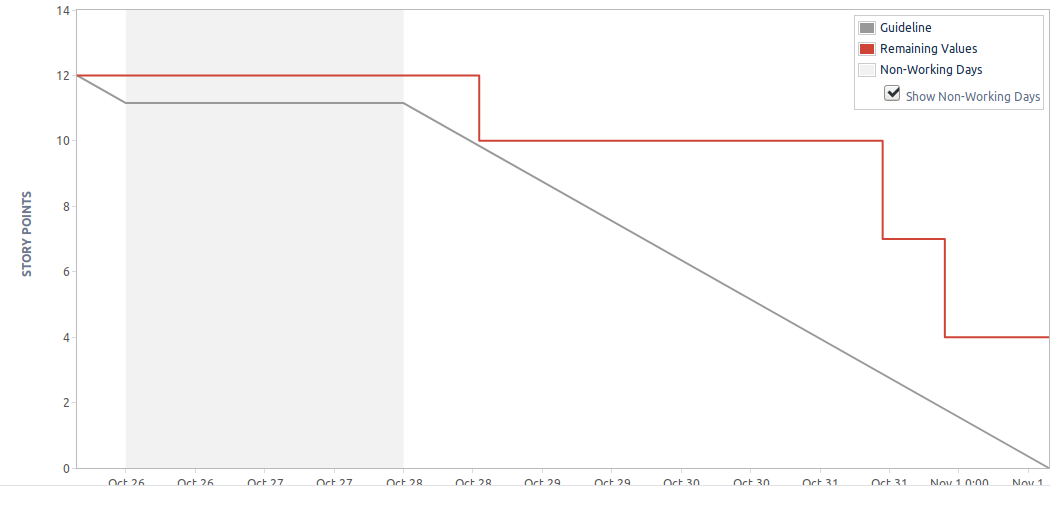 14
12
10
8
6
4
2
0
STORY POINTS
Guideline
Remaining Values
Non-Working Days
Show Non-Working Days
Oct 26 Oct 26 Oct 27 Oct 27 Oct 28 Oct 28 Oct 29 Oct 29 Oct 30 Oct 30 Oct 31 Oct 31 Nov 1 0:00 Nov 1